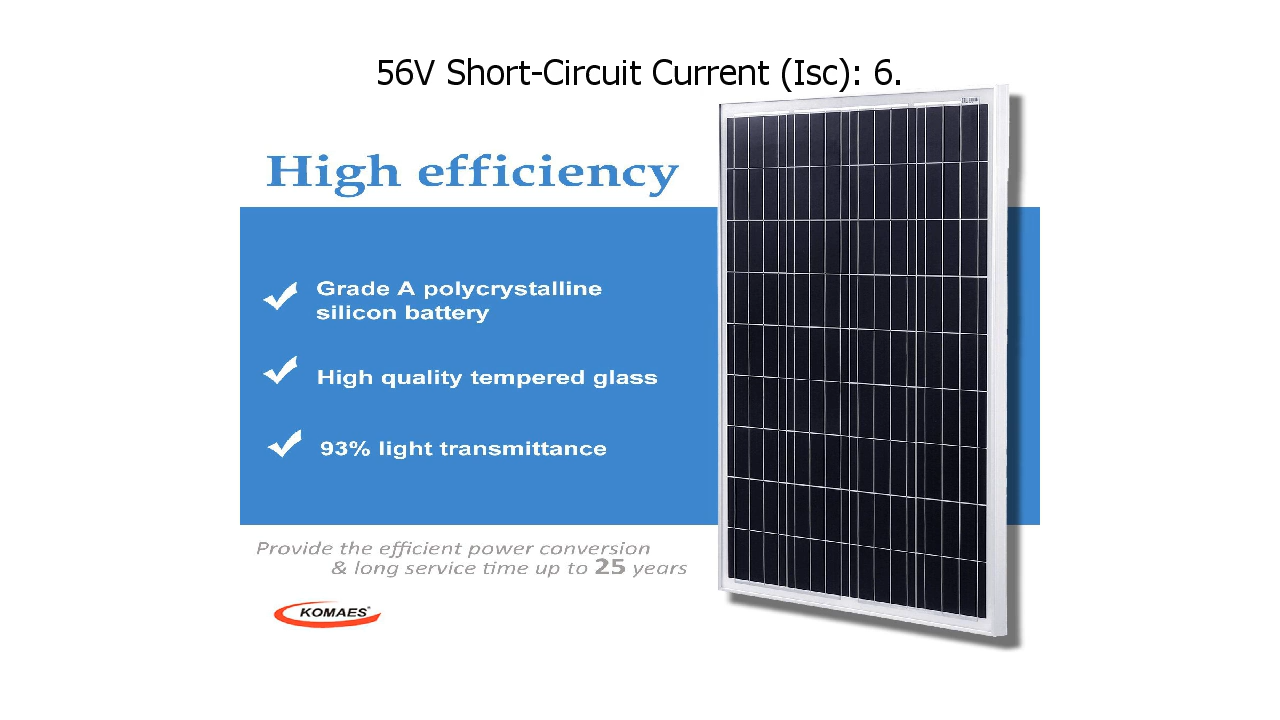 56V Short-Circuit Current (Isc): 6.
High efficiency
Grade A polycrystalline
silicon battery
High quality tempered glass
93% light transmittance
Provide the efficient power conversion
& long service time up to 25 years
KOMAES®